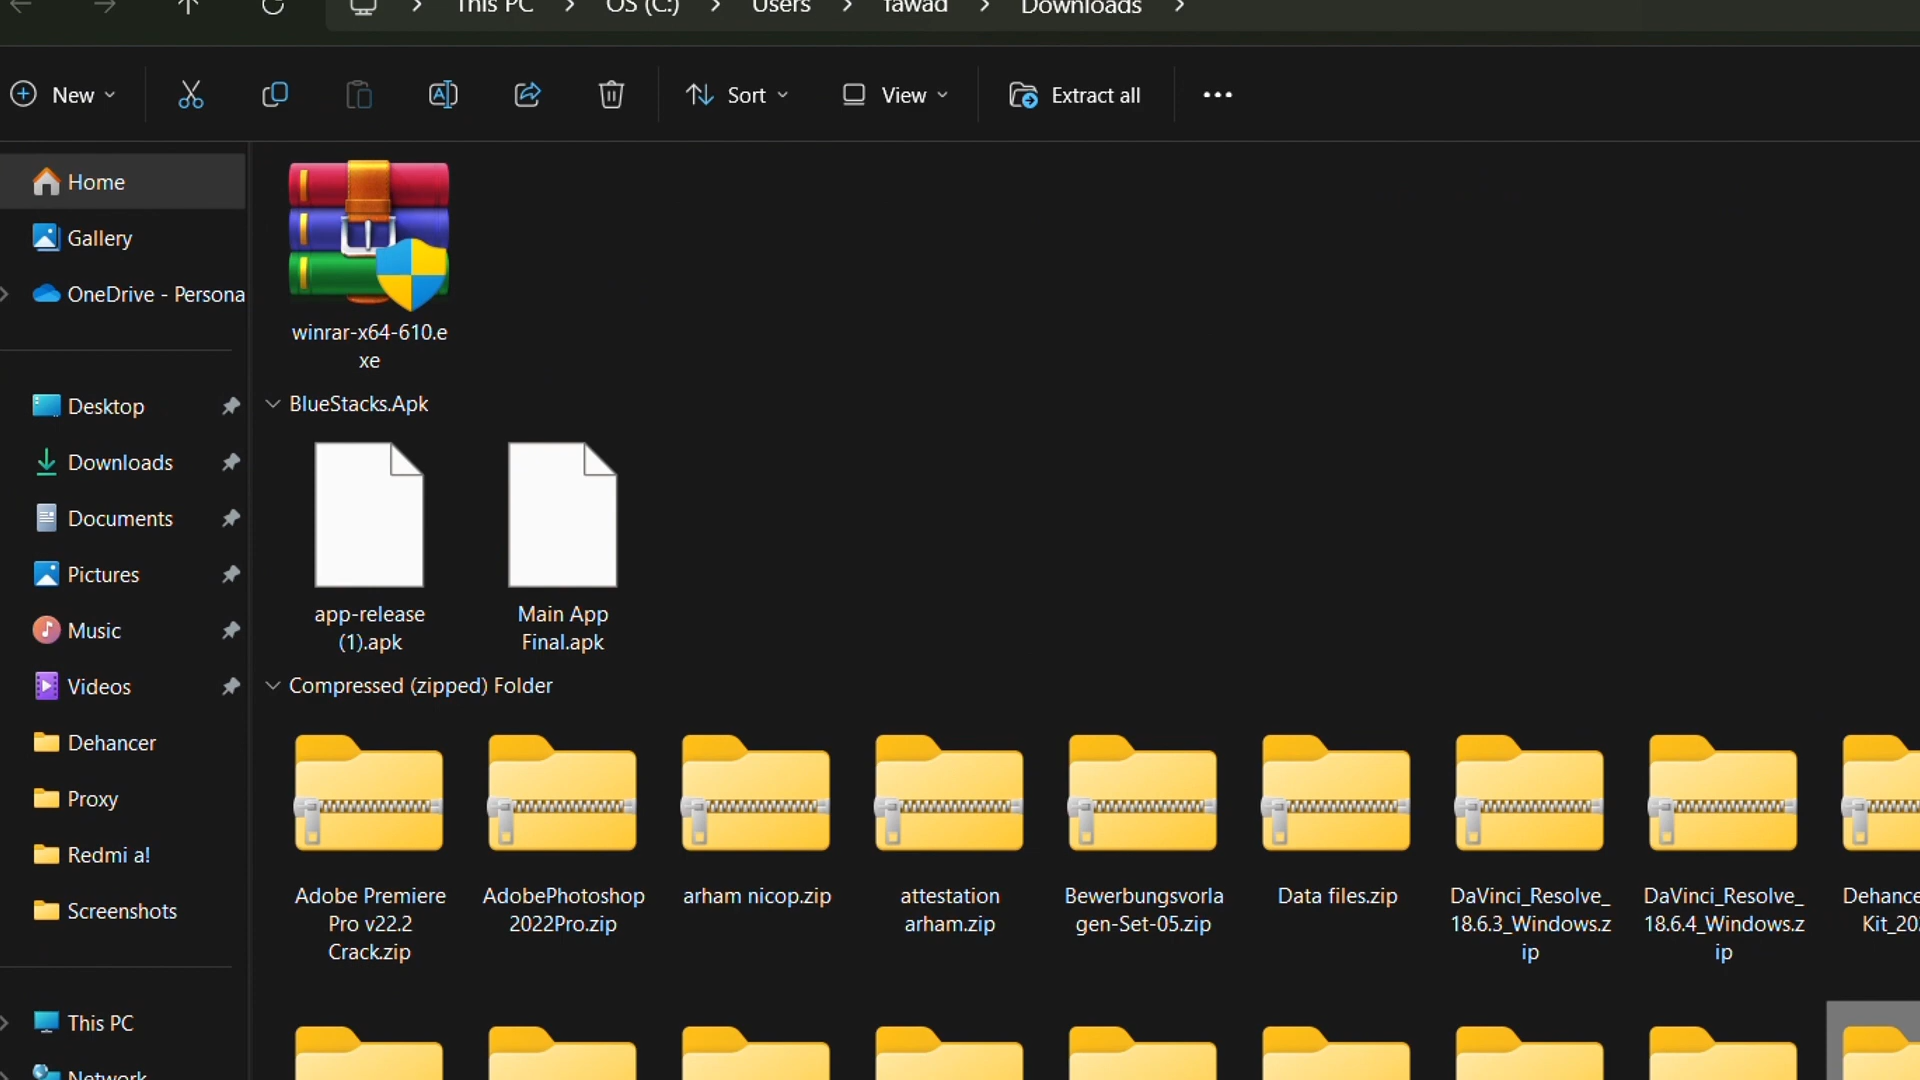 This PC > OS (C:) > Users > fawad > Downloads >
New
Sort
View
Extract all
Home
Gallery
OneDrive - Persona
Desktop
Downloads
Documents
Pictures
Music
Videos
Dehancer
Proxy
Redmi a!
Screenshots
This PC
Network
winrar-x64-610.e
xe
BlueStacks.Apk
app-release
(1).apk
Main App
Final.apk
Compressed (zipped) Folder
Adobe Premiere
Pro v22.2
Crack.zip
AdobePhotoshop
2022Pro.zip
arham nicop.zip
attestation
arham.zip
Bewerbungsvorla
gen-Set-05.zip
Data files.zip
DaVinci_Resolve_
18.6.3_Windows.z
ip
DaVinci_Resolve_
18.6.4_Windows.z
ip
Dehance
Kit_20